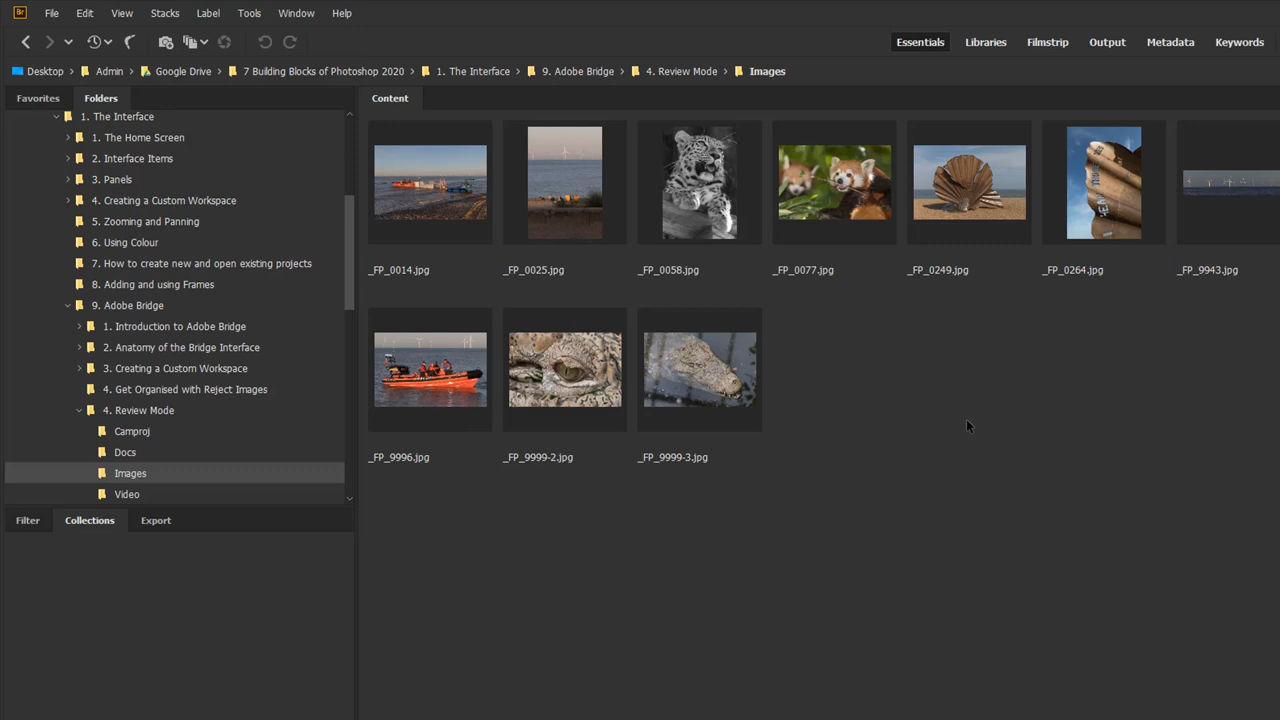 Br File Edit View Stacks Label Tools Window Help
Essentials Libraries Filmstrip Output Metadata Keywords
Desktop Admin Google Drive 7 Building Blocks of Photoshop 2020 1. The Interface 9. Adobe Bridge 4. Review Mode Images
Favorites Folders
Content
1. The Interface
1. The Home Screen
2. Interface Items
3. Panels
4. Creating a Custom Workspace
5. Zooming and Panning
6. Using Colour
7. How to create new and open existing projects
8. Adding and using Frames
9. Adobe Bridge
1. Introduction to Adobe Bridge
2. Anatomy of the Bridge Interface
3. Creating a Custom Workspace
4. Get Organised with Reject Images
4. Review Mode
Camproj
Docs
Images
Video
_FP_0014.jpg _FP_0025.jpg _FP_0058.jpg _FP_0077.jpg _FP_0249.jpg _FP_0264.jpg _FP_9943.jpg
_FP_9996.jpg _FP_9999-2.jpg _FP_9999-3.jpg
Filter Collections Export